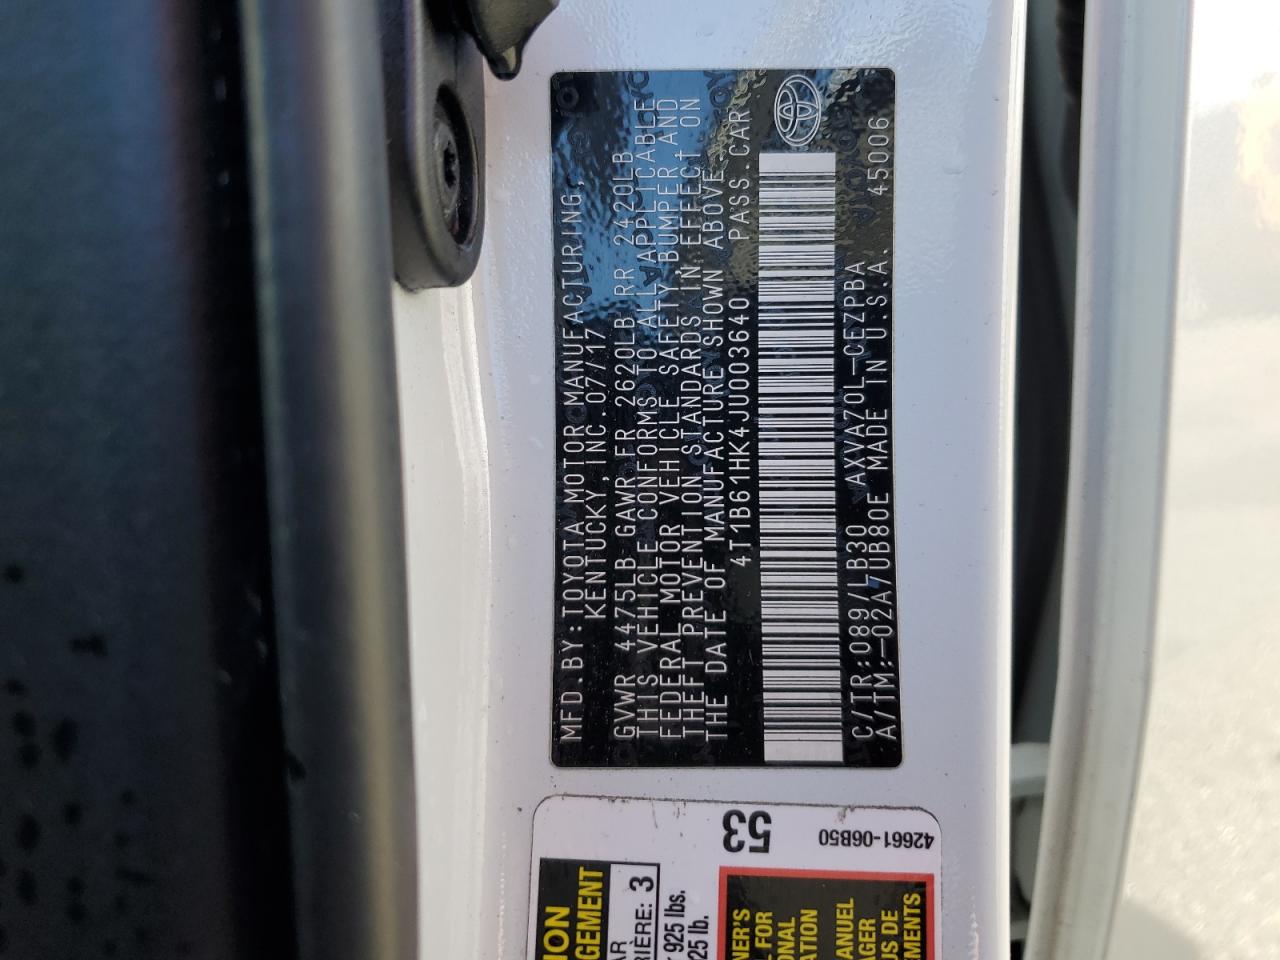 MFD.BY:TOYOTA MOTOR MANUFACTURING,
KENTUCKY,INC.07/17
GVWR 4475LB GAWR FR 2620LB RR 2420LB
THIS VEHICLE CONFORMS TO ALL APPLICABLE
FEDERAL MOTOR VEHICLE SAFETY,BUMPER,AND
THEFT PREVENTION STANDARDS IN EFFECT ON
THE DATE OF MANUFACTURE SHOWN ABOVE.
4T1B61HK4JU003640 PASS.CAR
C/TR:089/LB30 AXVA70L-CEZPBA
A/TM:-02A/UB80E MADE IN U.S.A. 45006
53
42661-06B50
3
925 lbs.